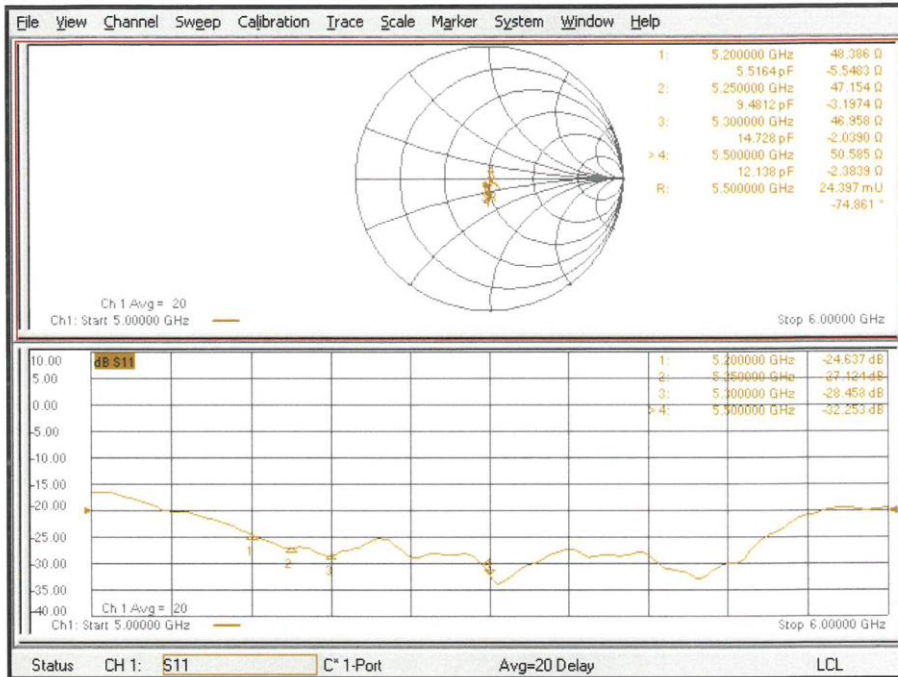 File View Channel Sweep Calibration Trace Scale Marker System Window Help
1: 5.200000 GHz 48.386 Ω
5.5164 pF -5.5483 Ω
2: 5.250000 GHz 47.154 Ω
9.4812 pF -3.1974 Ω
3: 5.300000 GHz 46.958 Ω
14.728 pF -2.0390 Ω
> 4: 5.500000 GHz 50.585 Ω
12.138 pF -2.3839 Ω
R: 5.500000 GHz 24.397 mU
-74.861 °
Ch 1 Avg = 20
Ch1: Start 5.00000 GHz Stop 6.00000 GHz
10.00 dB S11
5.00
0.00
-5.00
-10.00
-15.00
-20.00
-25.00
-30.00
-35.00
-40.00
1: 5.200000 GHz -24.637 dB
2: 5.250000 GHz -27.124 dB
3: 5.300000 GHz -28.458 dB
> 4: 5.500000 GHz -32.253 dB
1
2
3
4
Ch 1 Avg = 20
Ch1: Start 5.00000 GHz Stop 6.00000 GHz
Status CH 1: S11 C* 1-Port Avg=20 Delay LCL